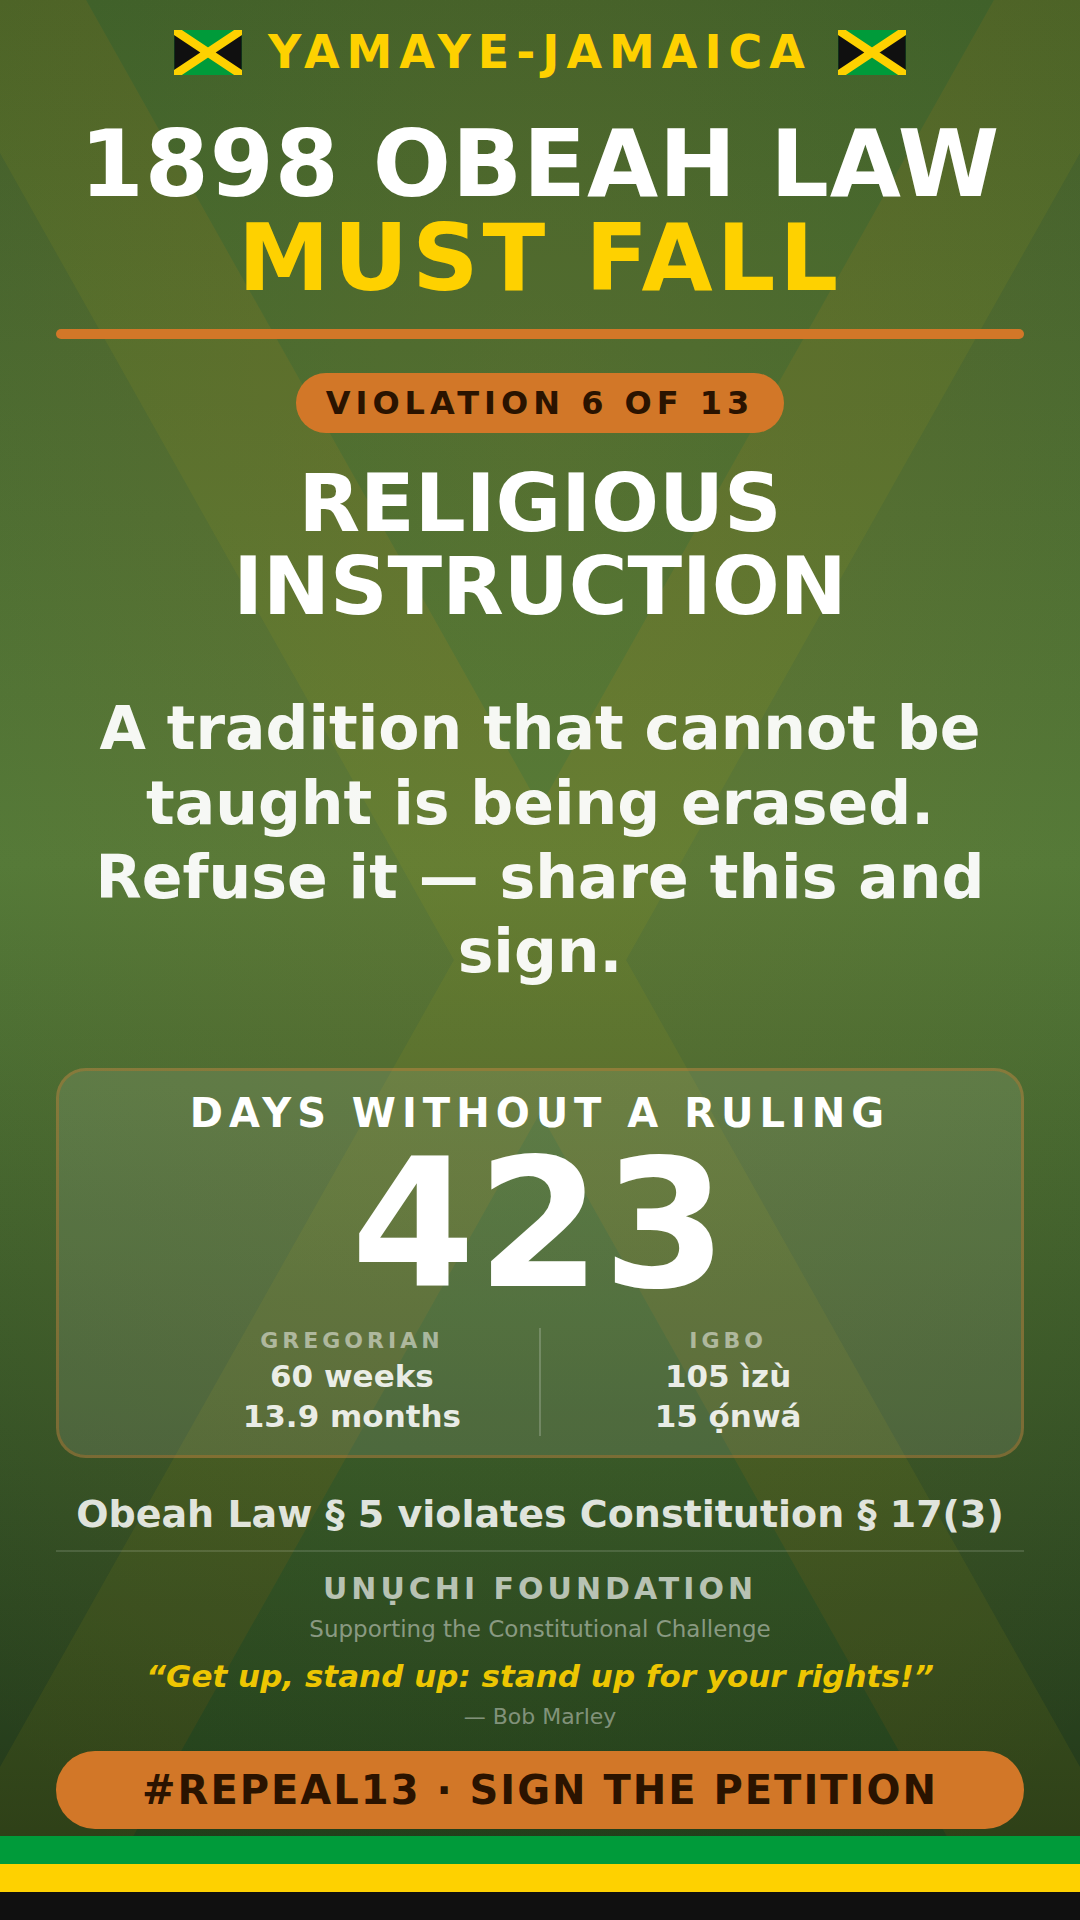 YAMAYE-JAMAICA
1898 OBEAH LAW
MUST FALL
VIOLATION 6 OF 13
RELIGIOUS
INSTRUCTION
A tradition that cannot be
taught is being erased.
Refuse it — share this and
sign.
DAYS WITHOUT A RULING
423
GREGORIAN
60 weeks
13.9 months
IGBO
105 ìzù
15 ọ́nwá
Obeah Law § 5 violates Constitution § 17(3)
UNỤCHI FOUNDATION
Supporting the Constitutional Challenge
“Get up, stand up: stand up for your rights!”
— Bob Marley
#REPEAL13 · SIGN THE PETITION